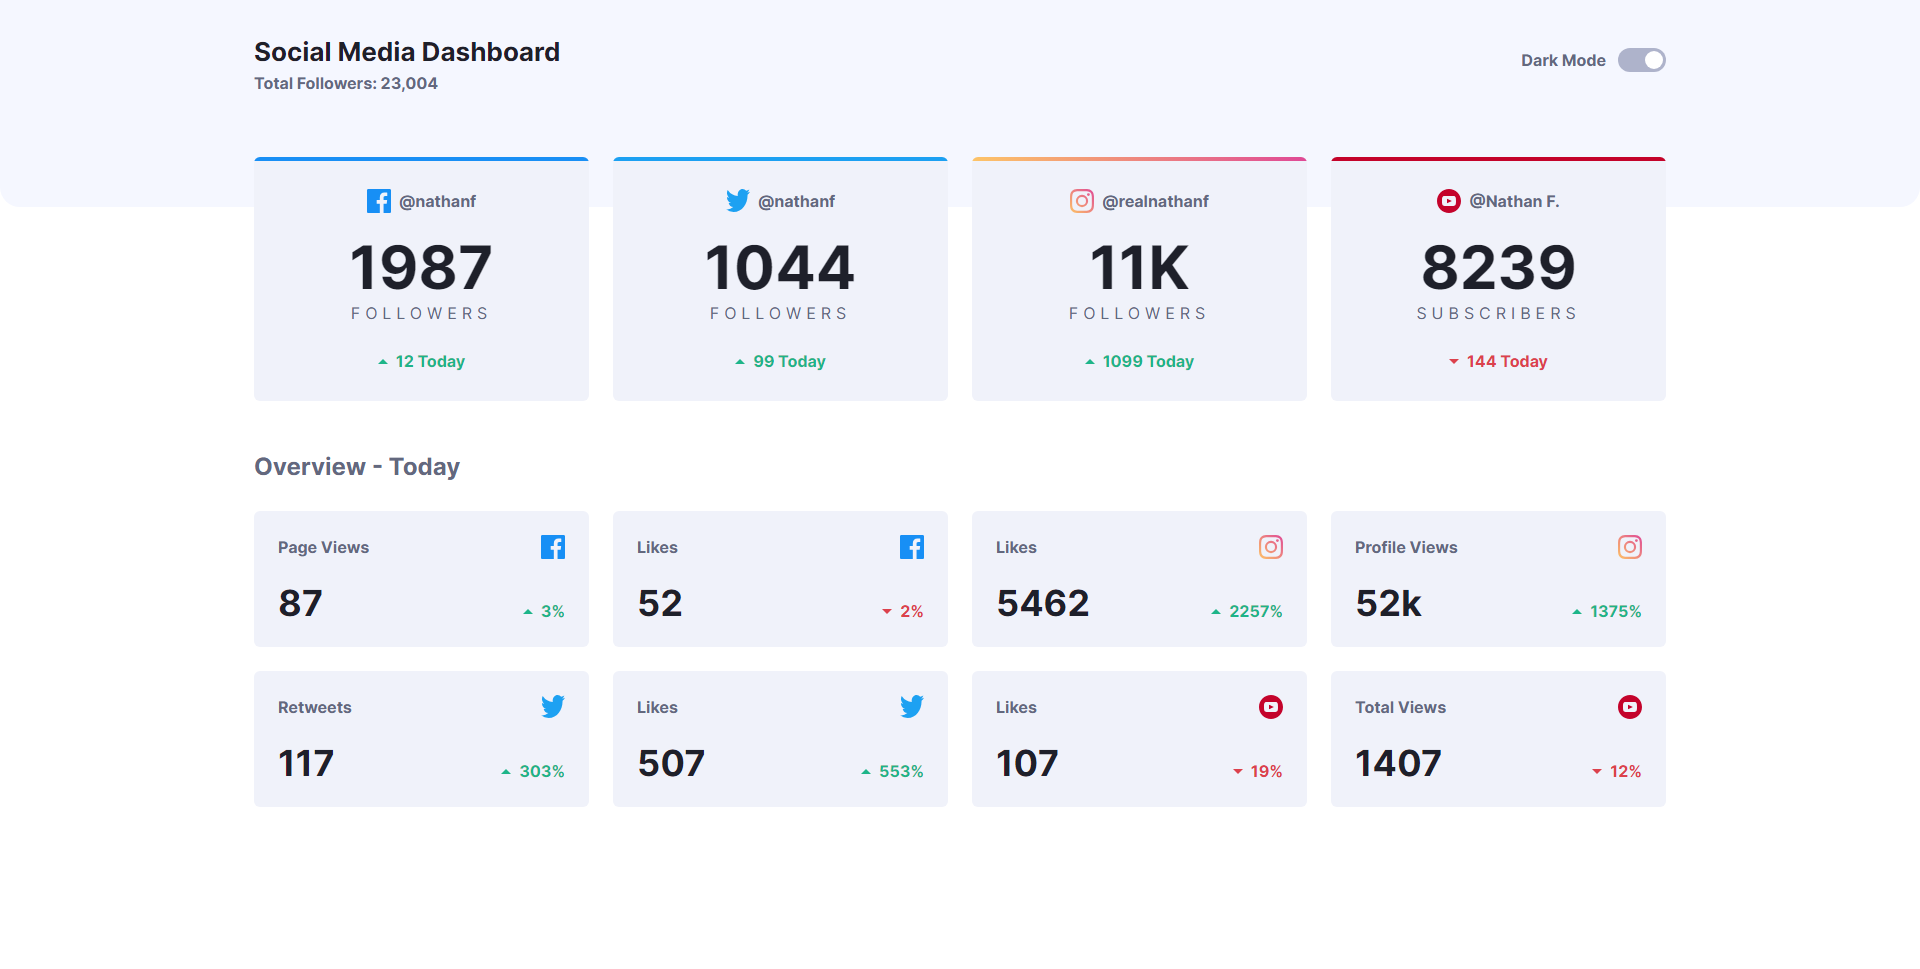 Social Media Dashboard
Total Followers: 23,004
Dark Mode
@nathanf
1987
FOLLOWERS
12 Today
@nathanf
1044
FOLLOWERS
99 Today
@realnathanf
11K
FOLLOWERS
1099 Today
@Nathan F.
8239
SUBSCRIBERS
144 Today
Overview - Today
Page Views
87
3%
Likes
52
2%
Likes
5462
2257%
Profile Views
52k
1375%
Retweets
117
303%
Likes
507
553%
Likes
107
19%
Total Views
1407
12%